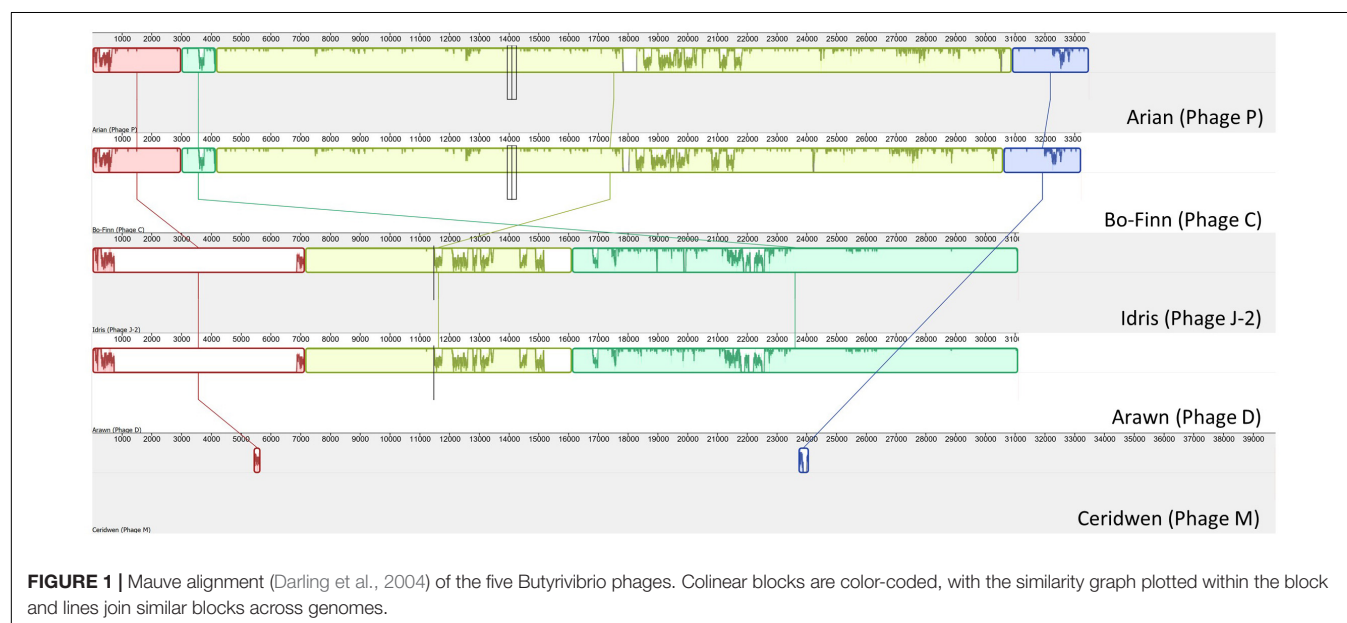 1000 2000 3000 4000 5000 6000 7000 8000 9000 10000 11000 12000 13000 14000 15000 16000 17000 18000 19000 20000 21000 22000 23000 24000 25000 26000 27000 28000 29000 30000 31000 32000 33000
Arian (Phage P)
Arian (Phage P)
1000 2000 3000 4000 5000 6000 7000 8000 9000 10000 11000 12000 13000 14000 15000 16000 17000 18000 19000 20000 21000 22000 23000 24000 25000 26000 27000 28000 29000 30000 31000 32000 3300
Bo-Finn (Phage C)
Bo-Finn (Phage C)
1000 2000 3000 4000 5000 6000 7000 8000 9000 10000 11000 12000 13000 14000 15000 16000 17000 18000 19000 20000 21000 22000 23000 24000 25000 26000 27000 28000 29000 30000 3100
Idris (Phage J-2)
Idris (Phage J-2)
1000 2000 3000 4000 5000 6000 7000 8000 9000 10000 11000 12000 13000 14000 15000 16000 17000 18000 19000 20000 21000 22000 23000 24000 25000 26000 27000 28000 29000 30000 3100
Arawn (Phage D)
Arawn (Phage D)
1000 2000 3000 4000 5000 6000 7000 8000 9000 10000 11000 12000 13000 14000 15000 16000 17000 18000 19000 20000 21000 22000 23000 24000 25000 26000 27000 28000 29000 30000 31000 32000 33000 34000 35000 36000 37000 38000 39000
Ceridwen (Phage M)
Ceridwen (Phage M)
FIGURE 1 | Mauve alignment (Darling et al., 2004) of the five Butyrivibrio phages. Colinear blocks are color-coded, with the similarity graph plotted within the block
and lines join similar blocks across genomes.